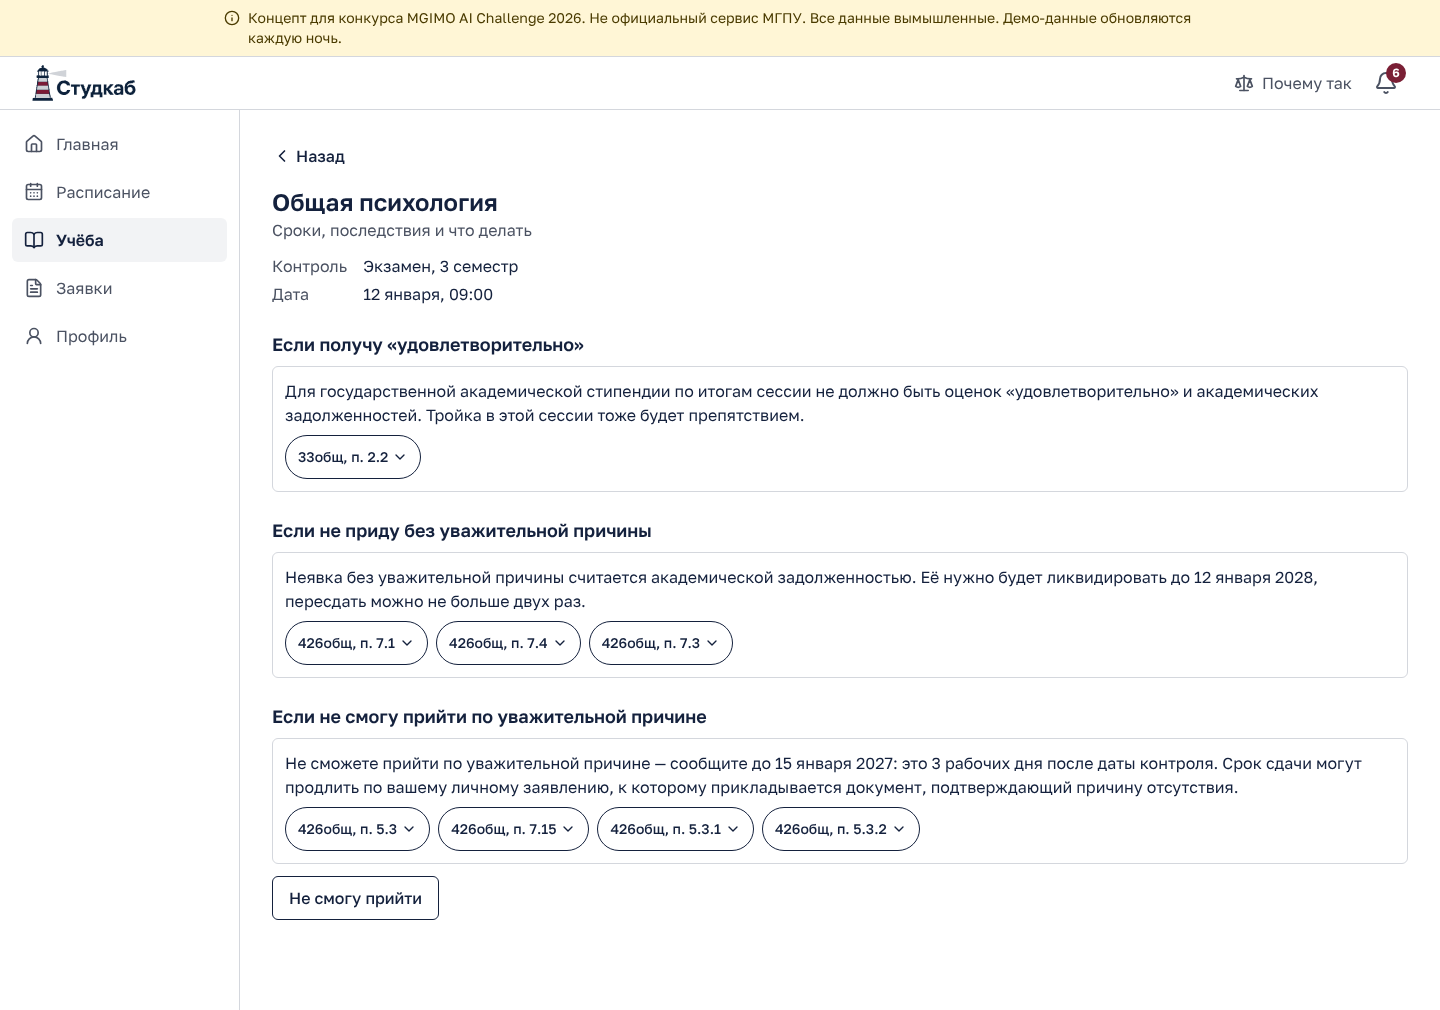 Концепт для конкурса MGIMO AI Challenge 2026. Не официальный сервис МГПУ. Все данные вымышленные. Демо-данные обновляются
каждую ночь.
Студкаб
Почему так
6
Главная
Расписание
Учёба
Заявки
Профиль
Назад
Общая психология
Сроки, последствия и что делать
Контроль Экзамен, 3 семестр
Дата 12 января, 09:00
Если получу «удовлетворительно»
Для государственной академической стипендии по итогам сессии не должно быть оценок «удовлетворительно» и академических
задолженностей. Тройка в этой сессии тоже будет препятствием.
33общ, п. 2.2
Если не приду без уважительной причины
Неявка без уважительной причины считается академической задолженностью. Её нужно будет ликвидировать до 12 января 2028,
пересдать можно не больше двух раз.
426общ, п. 7.1 426общ, п. 7.4 426общ, п. 7.3
Если не смогу прийти по уважительной причине
Не сможете прийти по уважительной причине — сообщите до 15 января 2027: это 3 рабочих дня после даты контроля. Срок сдачи могут
продлить по вашему личному заявлению, к которому прикладывается документ, подтверждающий причину отсутствия.
426общ, п. 5.3 426общ, п. 7.15 426общ, п. 5.3.1 426общ, п. 5.3.2
Не смогу прийти